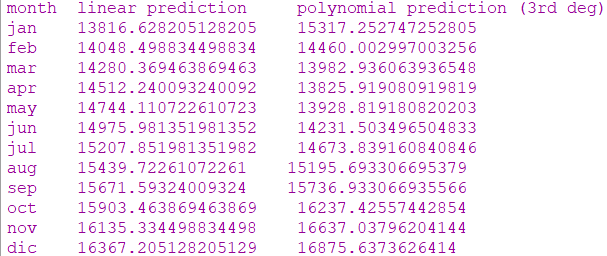 month linear prediction polynomial prediction (3rd deg)
jan 13816.628205128205 15317.252747252805
feb 14048.498834498834 14460.002997003256
mar 14280.369463869463 13982.936063936548
apr 14512.240093240092 13825.919080919819
may 14744.110722610723 13928.819180820203
jun 14975.981351981352 14231.503496504833
jul 15207.851981351982 14673.839160840846
aug 15439.72261072261 15195.693306695379
sep 15671.59324009324 15736.933066935566
oct 15903.463869463869 16237.42557442854
nov 16135.334498834498 16637.03796204144
dic 16367.205128205129 16875.6373626414